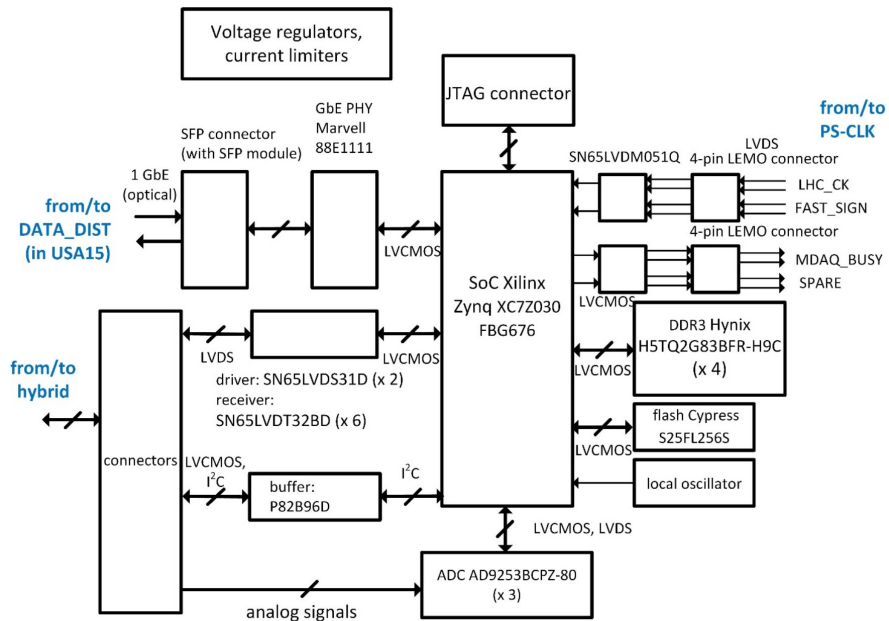 Voltage regulators,
current limiters
JTAG connector
from/to
PS-CLK
GbE PHY
Marvell
88E1111
SFP connector
(with SFP module)
1 GbE
(optical)
from/to
DATA_DIST
(in USA15)
LVCMOS
SN65LVDM051Q
LVDS
4-pin LEMO connector
LHC_CK
FAST_SIGN
4-pin LEMO connector
MDAQ_BUSY
SPARE
LVCMOS
SoC Xilinx
Zynq XC7Z030
FBG676
DDR3 Hynix
H5TQ2G83BFR-H9C
(x 4)
LVCMOS
LVDS
LVCMOS
driver: SN65LVDS31D (x 2)
receiver:
SN65LVDT32BD (x 6)
from/to
hybrid
flash Cypress
S25FL256S
LVCMOS
connectors
LVCMOS,
I²C
buffer:
P82B96D
I²C
local oscillator
LVCMOS, LVDS
ADC AD9253BCPZ-80
(x 3)
analog signals